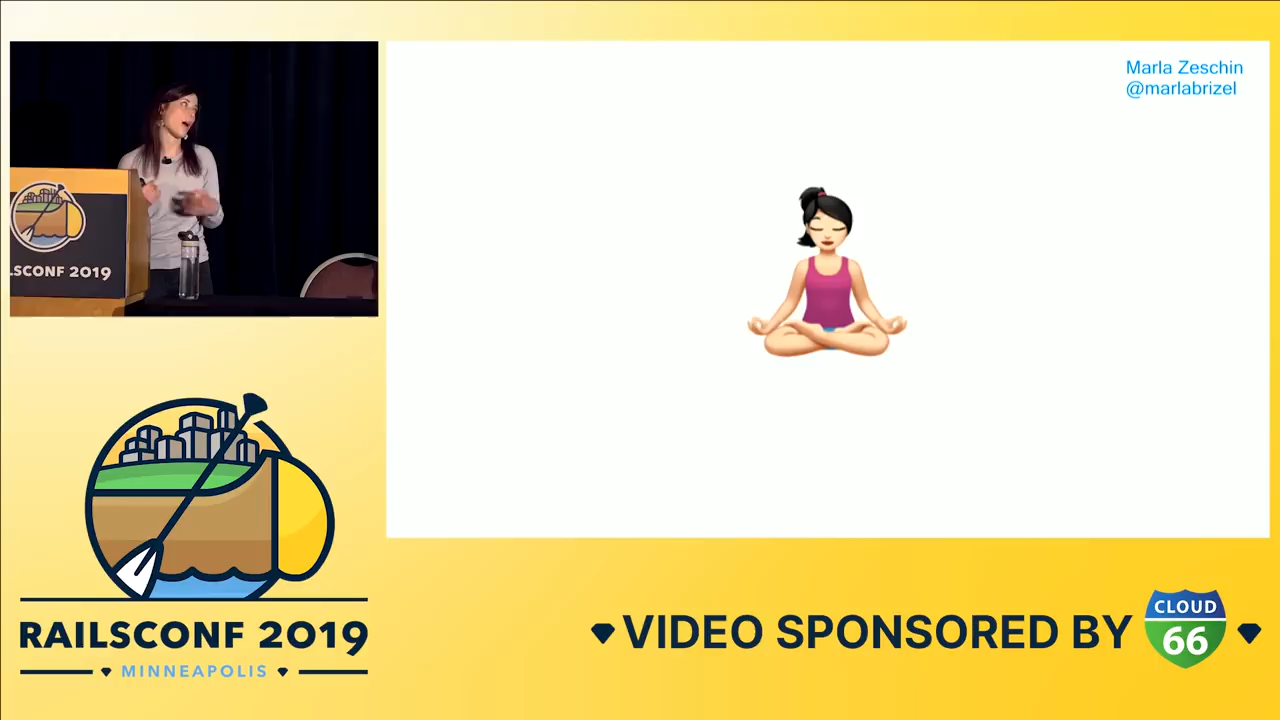 Marla Zeschin
@marlabrizel
LSCONF 2019
RAILSCONF 2019
MINNEAPOLIS
VIDEO SPONSORED BY
CLOUD
66